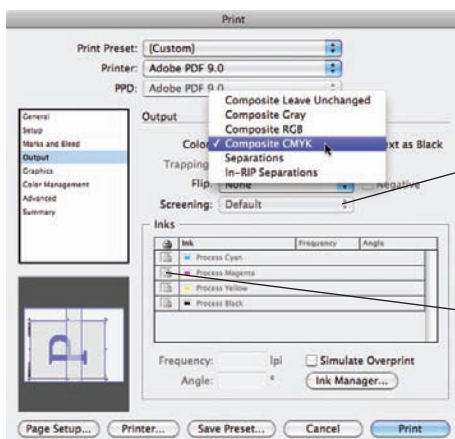 Print
Print Preset: [Custom]
Printer: Adobe PDF 9.0
PPD: Adobe PDF 9.0
General
Setup
Marks and Bleed
Output
Graphics
Color Management
Advanced
Summary
Output
Composite Leave Unchanged
Composite Gray
Composite RGB
Color ✓ Composite CMYK ext as Black
Separations
In-RIP Separations
Trapping
Flip: None Negative
Screening: Default
Inks
Ink Frequency Angle
Process Cyan
Process Magenta
Process Yellow
Process Black
Frequency: lpi Simulate Overprint
Angle: ° Ink Manager...
P
Page Setup... Printer... Save Preset... Cancel Print